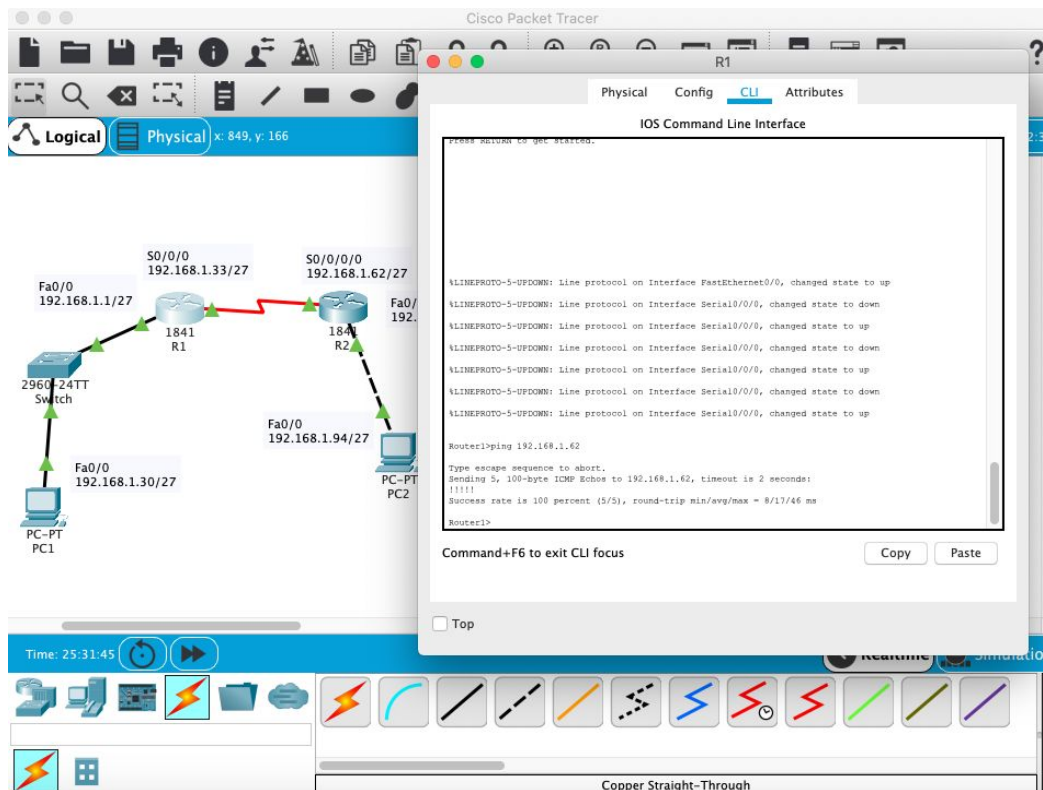 Cisco Packet Tracer
R1
Physical Config CLI Attributes
IOS Command Line Interface
Logical
Physical x: 849, y: 166
Press RETURN to get started.
%LINEPROTO-5-UPDOWN: Line protocol on Interface FastEthernet0/0, changed state to up
%LINEPROTO-5-UPDOWN: Line protocol on Interface Serial0/0/0, changed state to down
%LINEPROTO-5-UPDOWN: Line protocol on Interface Serial0/0/0, changed state to up
%LINEPROTO-5-UPDOWN: Line protocol on Interface Serial0/0/0, changed state to down
%LINEPROTO-5-UPDOWN: Line protocol on Interface Serial0/0/0, changed state to up
%LINEPROTO-5-UPDOWN: Line protocol on Interface Serial0/0/0, changed state to down
%LINEPROTO-5-UPDOWN: Line protocol on Interface Serial0/0/0, changed state to up
Router1>ping 192.168.1.62
Type escape sequence to abort.
Sending 5, 100-byte ICMP Echos to 192.168.1.62, timeout is 2 seconds:
!!!!!
Success rate is 100 percent (5/5), round-trip min/avg/max = 8/17/46 ms
Router1>
Command+F6 to exit CLI focus
Copy
Paste
Top
S0/0/0
192.168.1.33/27
S0/0/0/0
192.168.1.62/27
Fa0/0
192.168.1.1/27
Fa0/
192.
1841
R1
1841
R2
2960-24TT
Switch
Fa0/0
192.168.1.94/27
Fa0/0
192.168.1.30/27
PC-PT
PC2
PC-PT
PC1
Time: 25:31:45
Realtime
Simulatio
Copper Straight-Through